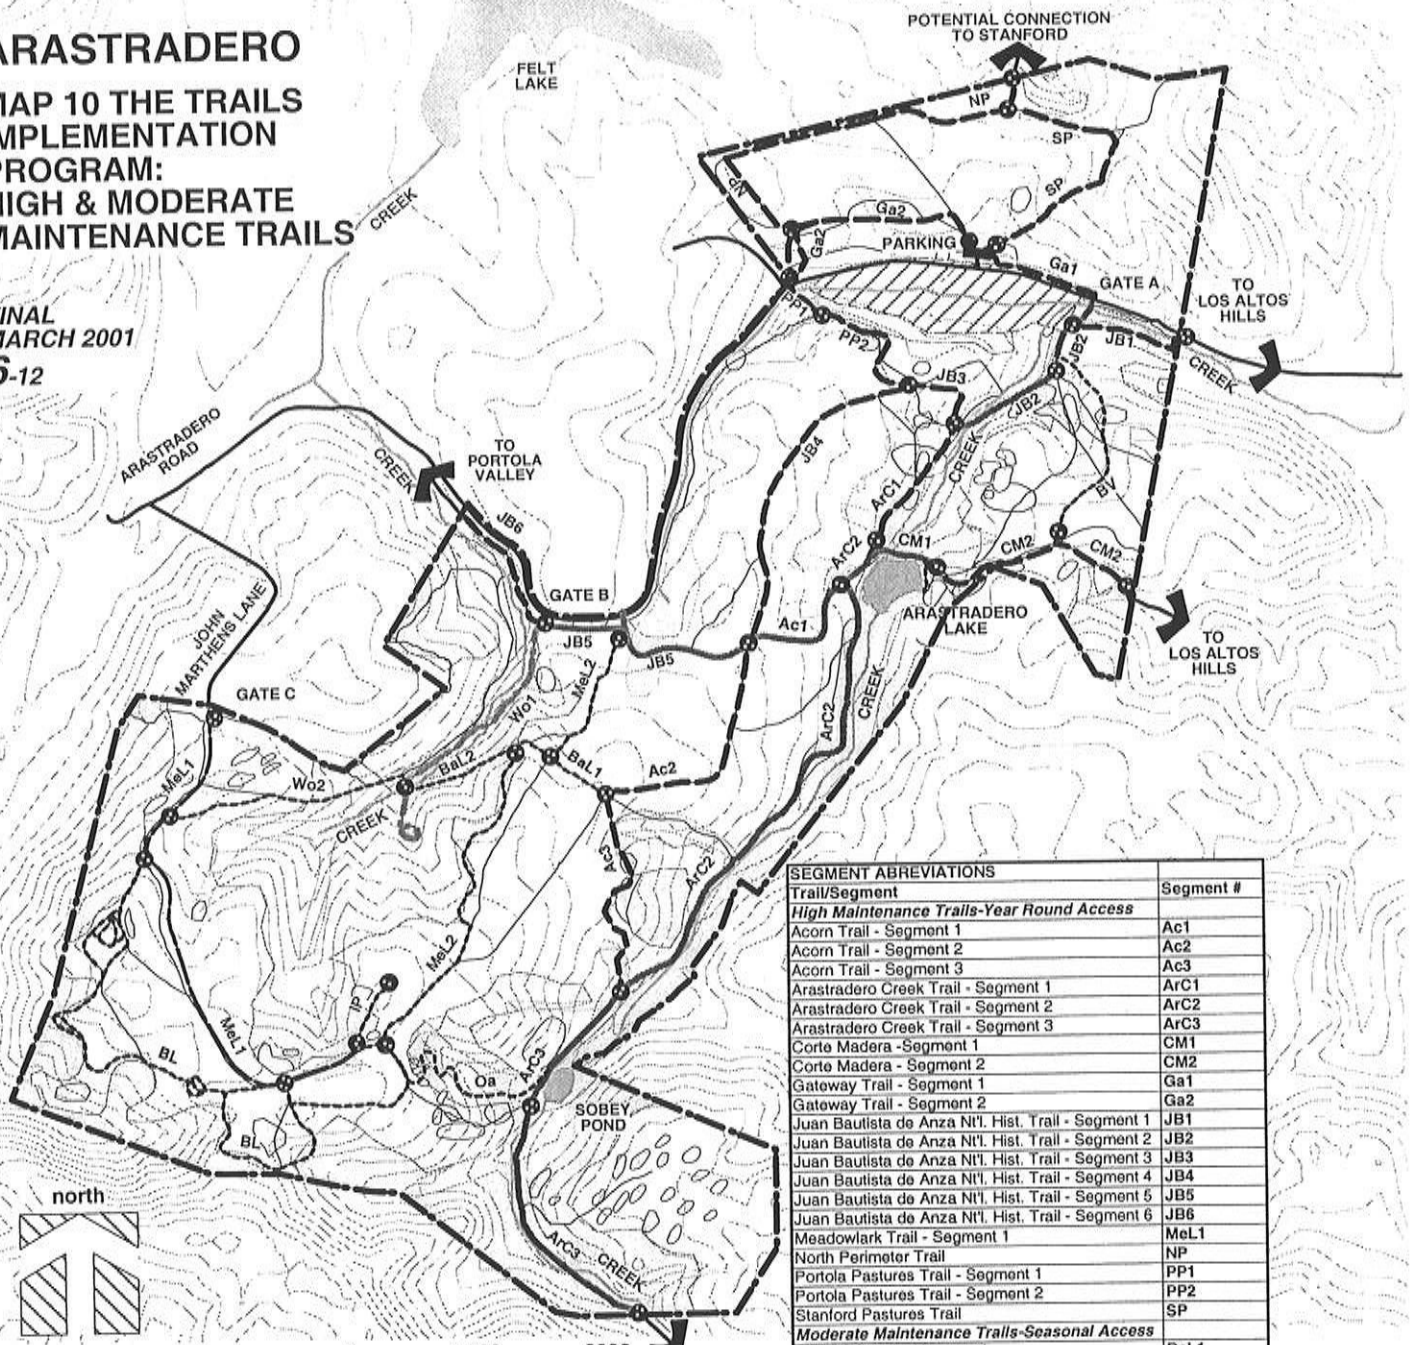 ARASTRADERO
MAP 10 THE TRAILS
IMPLEMENTATION
PROGRAM:
HIGH & MODERATE
MAINTENANCE TRAILS
FINAL
MARCH 2001
6-12
FELT
LAKE
POTENTIAL CONNECTION
TO STANFORD
NP
SP
SP
NP
Ga2
Ga2
PARKING
Ga1
GATE A
TO
LOS ALTOS
HILLS
CREEK
PP1
PP2
JB1
JB2
CREEK
JB3
JB2
ARASTRADERO
ROAD
CREEK
TO
PORTOLA
VALLEY
JB4
CREEK
ArC1
BV
JB6
ArC2
CM1
CM2
CM2
GATE B
JB5
JB5
Ac1
ARASTRADERO
LAKE
TO
LOS ALTOS
HILLS
JOHN
MARTHENS LANE
GATE C
MeL2
Wo1
ArC2
CREEK
MeL1
Wo2
BaL2
BaL1
Ac2
CREEK
Ac3
ArC2
MeL2
IP
MeL1
BL
Oa
ArC3
SOBEY
POND
BL
ArC3
CREEK
north
SEGMENT ABREVIATIONS
Trail/Segment Segment #
High Maintenance Trails-Year Round Access
Acorn Trail - Segment 1 Ac1
Acorn Trail - Segment 2 Ac2
Acorn Trail - Segment 3 Ac3
Arastradero Creek Trail - Segment 1 ArC1
Arastradero Creek Trail - Segment 2 ArC2
Arastradero Creek Trail - Segment 3 ArC3
Corte Madera -Segment 1 CM1
Corte Madera - Segment 2 CM2
Gateway Trail - Segment 1 Ga1
Gateway Trail - Segment 2 Ga2
Juan Bautista de Anza Nt'l. Hist. Trail - Segment 1 JB1
Juan Bautista de Anza Nt'l. Hist. Trail - Segment 2 JB2
Juan Bautista de Anza Nt'l. Hist. Trail - Segment 3 JB3
Juan Bautista de Anza Nt'l. Hist. Trail - Segment 4 JB4
Juan Bautista de Anza Nt'l. Hist. Trail - Segment 5 JB5
Juan Bautista de Anza Nt'l. Hist. Trail - Segment 6 JB6
Meadowlark Trail - Segment 1 MeL1
North Perimeter Trail NP
Portola Pastures Trail - Segment 1 PP1
Portola Pastures Trail - Segment 2 PP2
Stanford Pastures Trail SP
Moderate Maintenance Trails-Seasonal Access